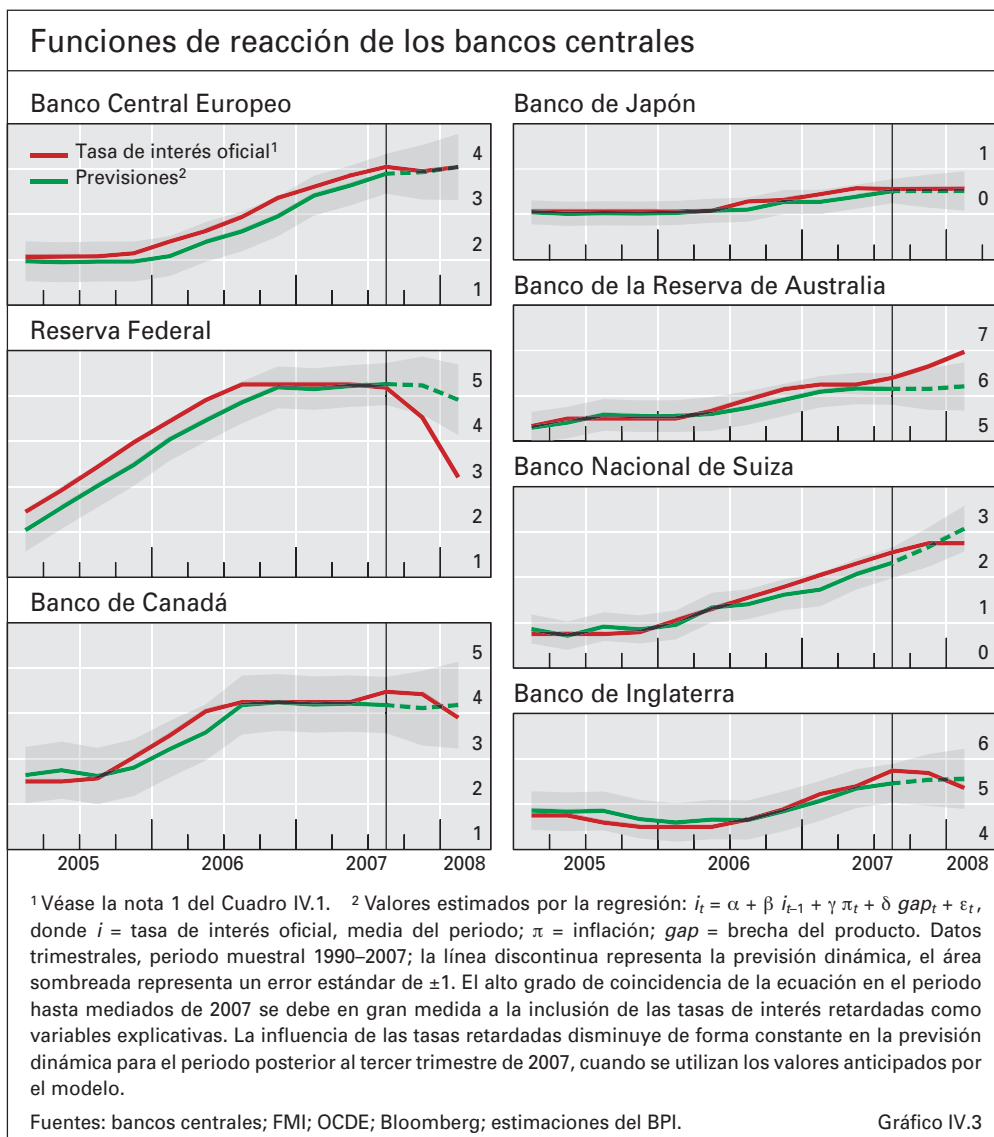 Funciones de reacción de los bancos centrales
Banco Central Europeo
Tasa de interés oficial¹
Previsiones²
4
3
2
1
Reserva Federal
5
4
3
2
1
Banco de Canadá
5
4
3
2
1
2005 2006 2007 2008
Banco de Japón
1
0
Banco de la Reserva de Australia
7
6
5
Banco Nacional de Suiza
3
2
1
0
Banco de Inglaterra
6
5
4
2005 2006 2007 2008
¹ Véase la nota 1 del Cuadro IV.1. ² Valores estimados por la regresión: iₜ = α + β iₜ₋₁ + γ πₜ + δ gapₜ + εₜ,
donde i = tasa de interés oficial, media del periodo; π = inflación; gap = brecha del producto. Datos
trimestrales, periodo muestral 1990–2007; la línea discontinua representa la previsión dinámica, el área
sombreada representa un error estándar de ±1. El alto grado de coincidencia de la ecuación en el periodo
hasta mediados de 2007 se debe en gran medida a la inclusión de las tasas de interés retardadas como
variables explicativas. La influencia de las tasas retardadas disminuye de forma constante en la previsión
dinámica para el periodo posterior al tercer trimestre de 2007, cuando se utilizan los valores anticipados por
el modelo.
Fuentes: bancos centrales; FMI; OCDE; Bloomberg; estimaciones del BPI. Gráfico IV.3